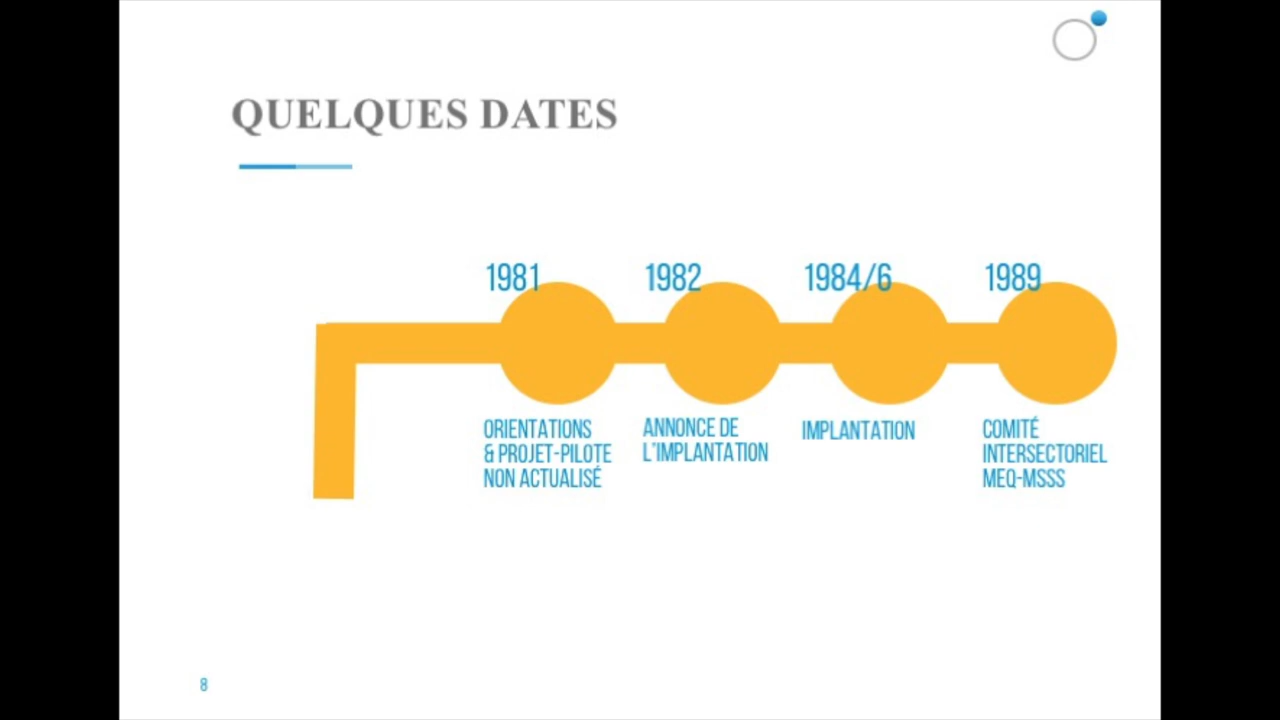 QUELQUES DATES
1981
ORIENTATIONS
& PROJET-PILOTE
NON ACTUALISÉ
1982
ANNONCE DE
L'IMPLANTATION
1984/6
IMPLANTATION
1989
COMITÉ
INTERSECTORIEL
MEQ-MSSS
8